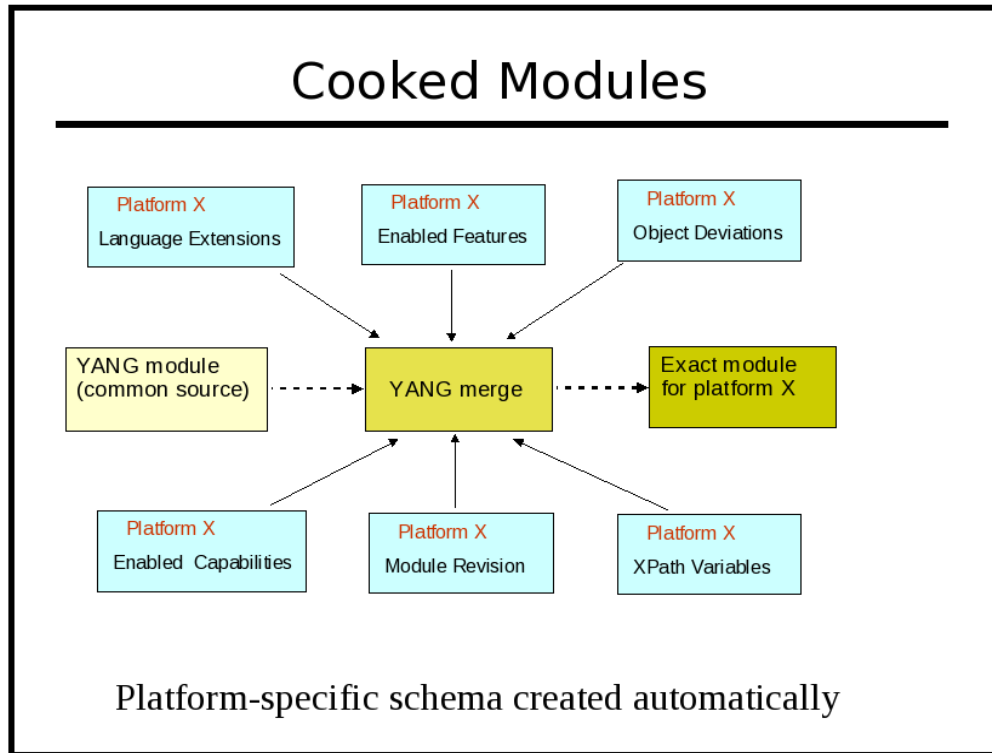 Cooked Modules
Platform X
Language Extensions
Platform X
Enabled Features
Platform X
Object Deviations
YANG module
(common source)
YANG merge
Exact module
for platform X
Platform X
Enabled Capabilities
Platform X
Module Revision
Platform X
XPath Variables
Platform-specific schema created automatically